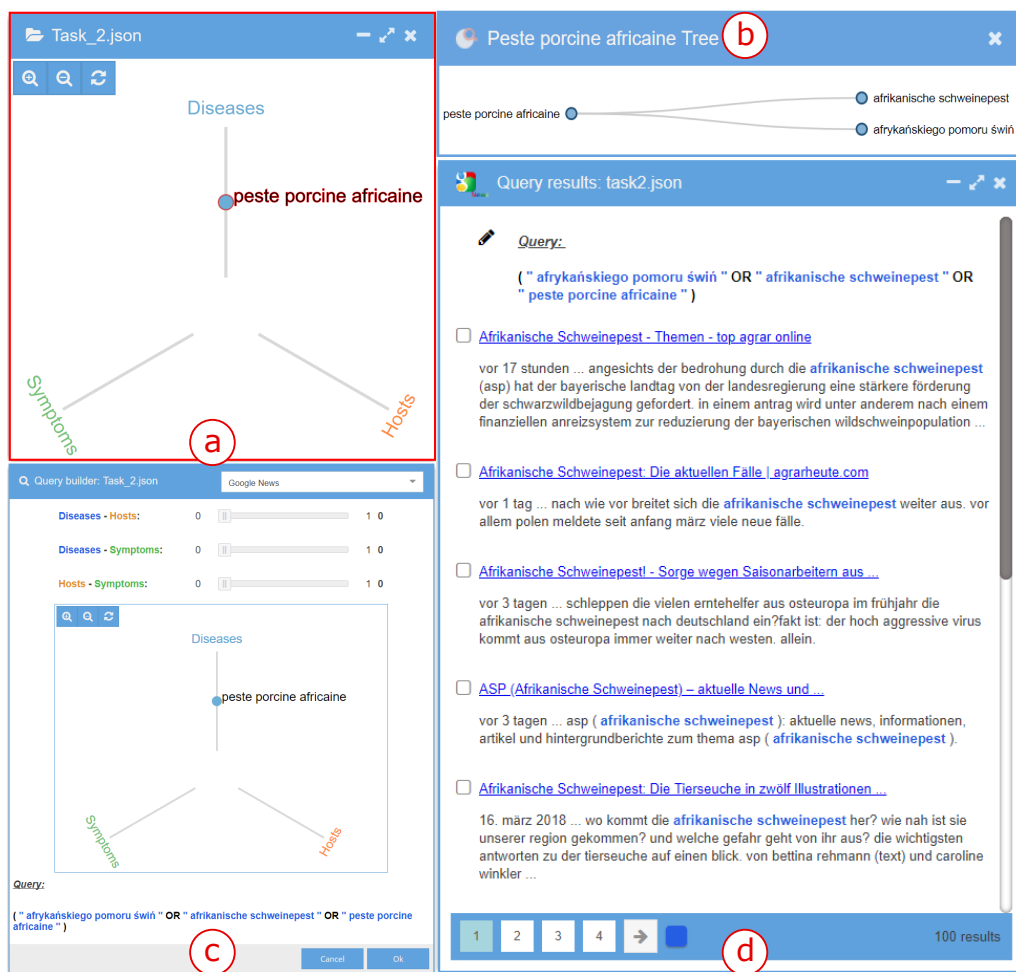 Task_2.json
Diseases
peste porcine africaine
Symptoms
Hosts
a
Peste porcine africaine Tree
b
peste porcine africaine
afrikanische schweinepest
afrykańskiego pomoru świń
Query builder: Task_2.json
Google News
Diseases - Hosts: 0 1 0
Diseases - Symptoms: 0 1 0
Hosts - Symptoms: 0 1 0
Diseases
peste porcine africaine
Symptoms
Hosts
Query:
( " afrykańskiego pomoru świń " OR " afrikanische schweinepest " OR " peste porcine
africaine " )
c
Cancel
Ok
Query results: task2.json
Query:
( " afrykańskiego pomoru świń " OR " afrikanische schweinepest " OR
" peste porcine africaine " )
Afrikanische Schweinepest - Themen - top agrar online
vor 17 stunden ... angesichts der bedrohung durch die afrikanische schweinepest
(asp) hat der bayerische landtag von der landesregierung eine stärkere förderung
der schwarzwildbejagung gefordert. in einem antrag wird unter anderem nach einem
finanziellen anreizsystem zur reduzierung der bayerischen wildschweinpopulation ...
Afrikanische Schweinepest: Die aktuellen Fälle | agrarheute.com
vor 1 tag ... nach wie vor breitet sich die afrikanische schweinepest weiter aus. vor
allem polen meldete seit anfang märz viele neue fälle.
Afrikanische Schweinepest! - Sorge wegen Saisonarbeitern aus ...
vor 3 tagen ... schleppen die vielen erntehelfer aus osteuropa im frühjahr die
afrikanische schweinepest nach deutschland ein?fakt ist: der hoch aggressive virus
kommt aus osteuropa immer weiter nach westen. allein.
ASP (Afrikanische Schweinepest) – aktuelle News und ...
vor 3 tagen ... asp ( afrikanische schweinepest ): aktuelle news, informationen,
artikel und hintergrundberichte zum thema asp ( afrikanische schweinepest ).
Afrikanische Schweinepest: Die Tierseuche in zwölf Illustrationen ...
16. märz 2018 ... wo kommt die afrikanische schweinepest her? wie nah ist sie
unserer region gekommen? und welche gefahr geht von ihr aus? die wichtigsten
antworten zu der tierseuche auf einen blick. von bettina rehmann (text) und caroline
winkler ...
1 2 3 4
d
100 results